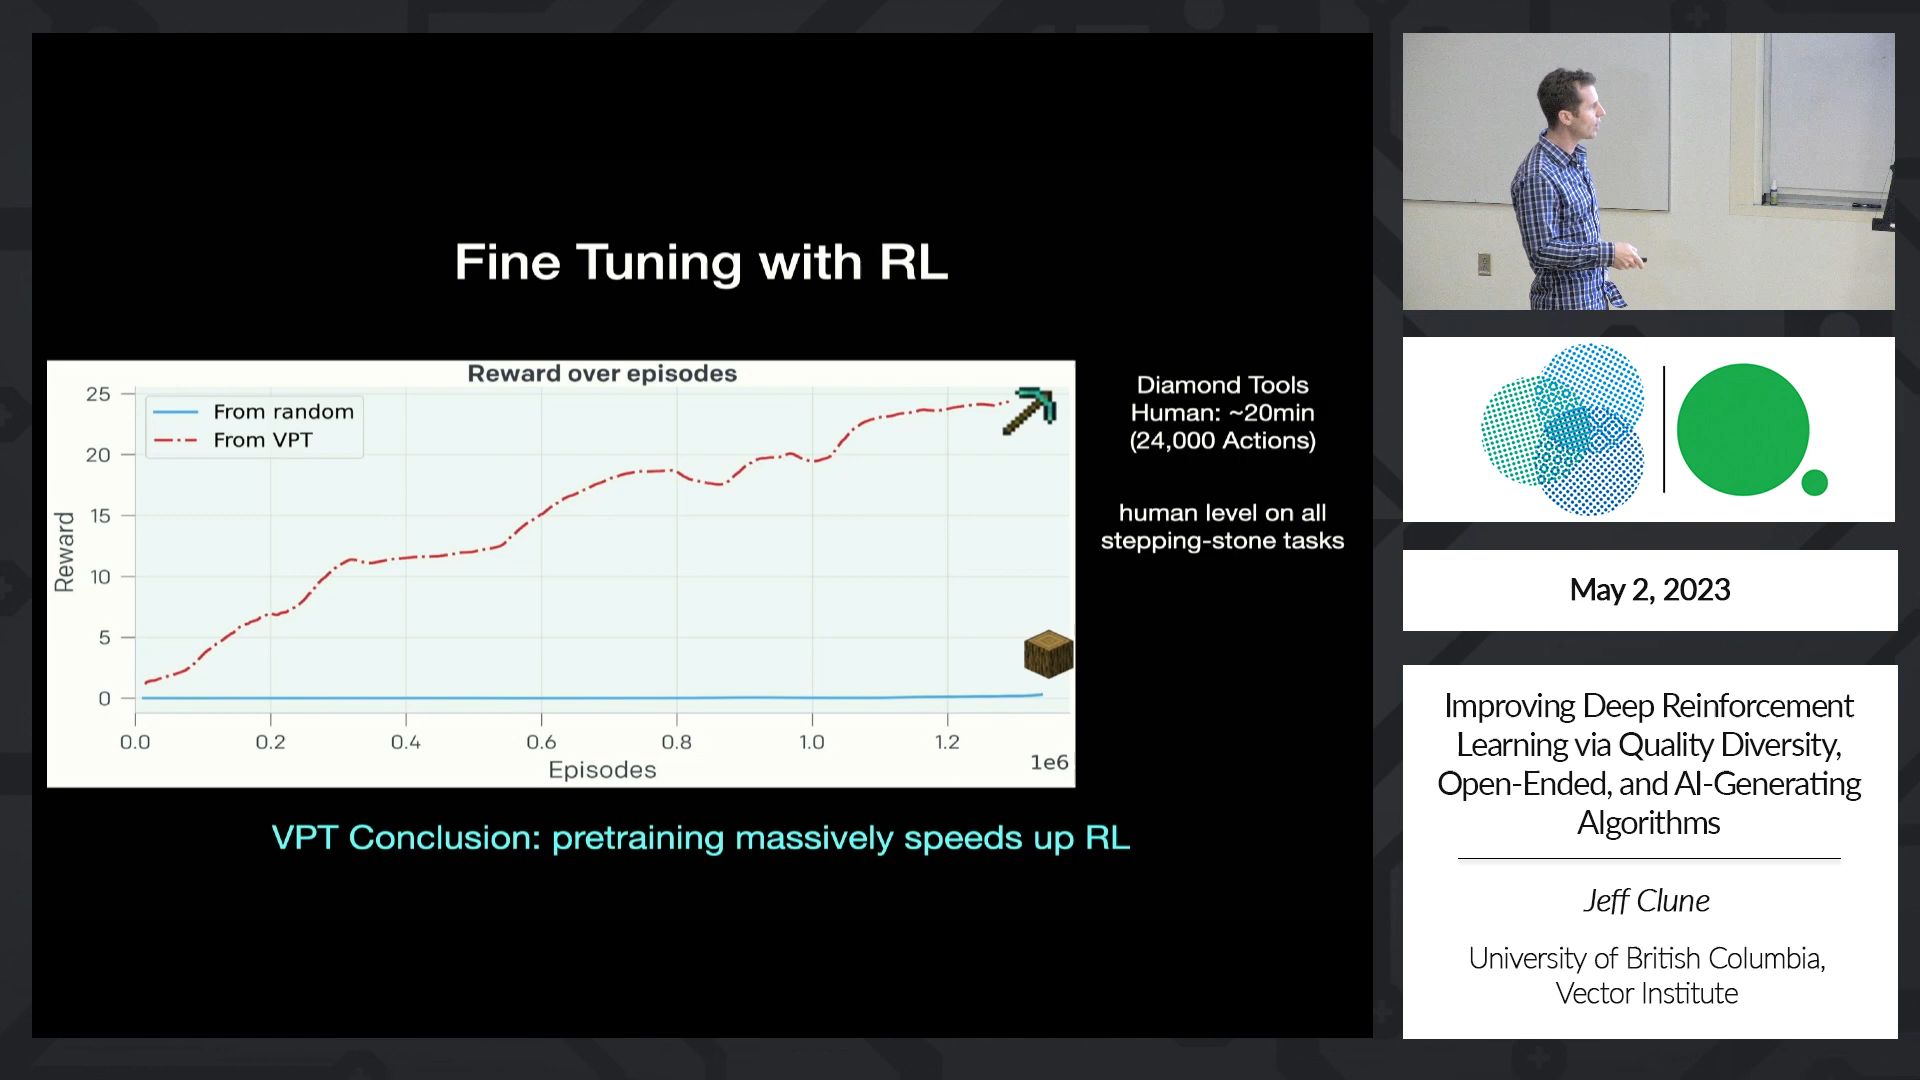 Fine Tuning with RL
Reward over episodes
From random
From VPT
25
20
15
10
5
0
Reward
0.0
0.2
0.4
0.6
0.8
1.0
1.2
1e6
Episodes
Diamond Tools
Human: ~20min
(24,000 Actions)
human level on all
stepping-stone tasks
VPT Conclusion: pretraining massively speeds up RL
May 2, 2023
Improving Deep Reinforcement
Learning via Quality Diversity,
Open-Ended, and AI-Generating
Algorithms
Jeff Clune
University of British Columbia,
Vector Institute